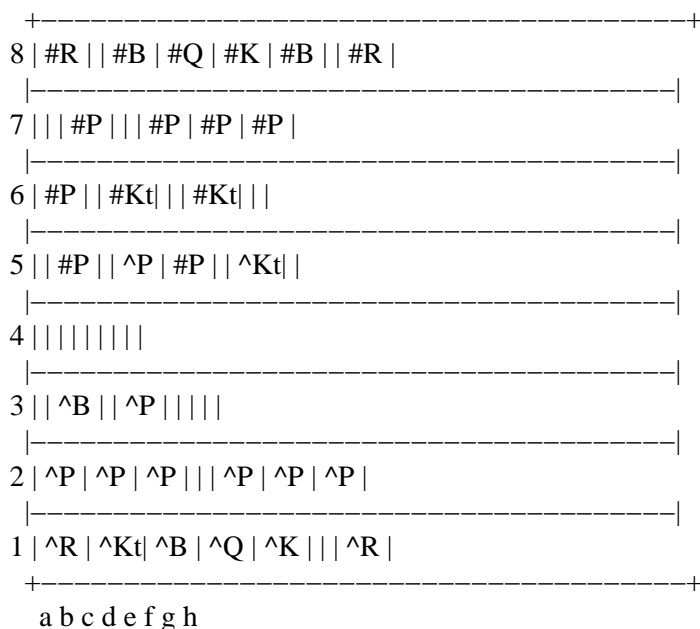 +---------------------------------------+
8 | #R | | #B | #Q | #K | #B | | #R |
|---------------------------------------|
7 | | | #P | | | #P | #P | #P |
|---------------------------------------|
6 | #P | | #Kt| | | #Kt| | |
|---------------------------------------|
5 | | #P | | ^P | #P | | ^Kt| |
|---------------------------------------|
4 | | | | | | | | |
|---------------------------------------|
3 | | ^B | | ^P | | | | |
|---------------------------------------|
2 | ^P | ^P | ^P | | | ^P | ^P | ^P |
|---------------------------------------|
1 | ^R | ^Kt| ^B | ^Q | ^K | | | ^R |
+---------------------------------------+
a b c d e f g h